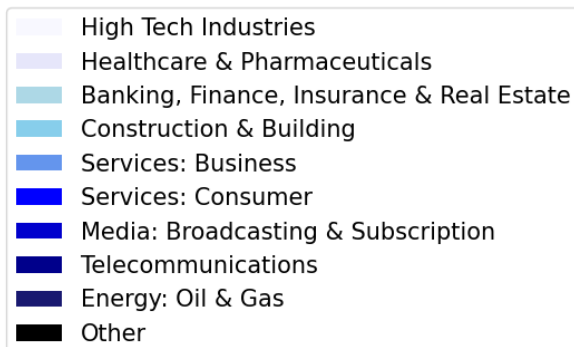 High Tech Industries
Healthcare & Pharmaceuticals
Banking, Finance, Insurance & Real Estate
Construction & Building
Services: Business
Services: Consumer
Media: Broadcasting & Subscription
Telecommunications
Energy: Oil & Gas
Other